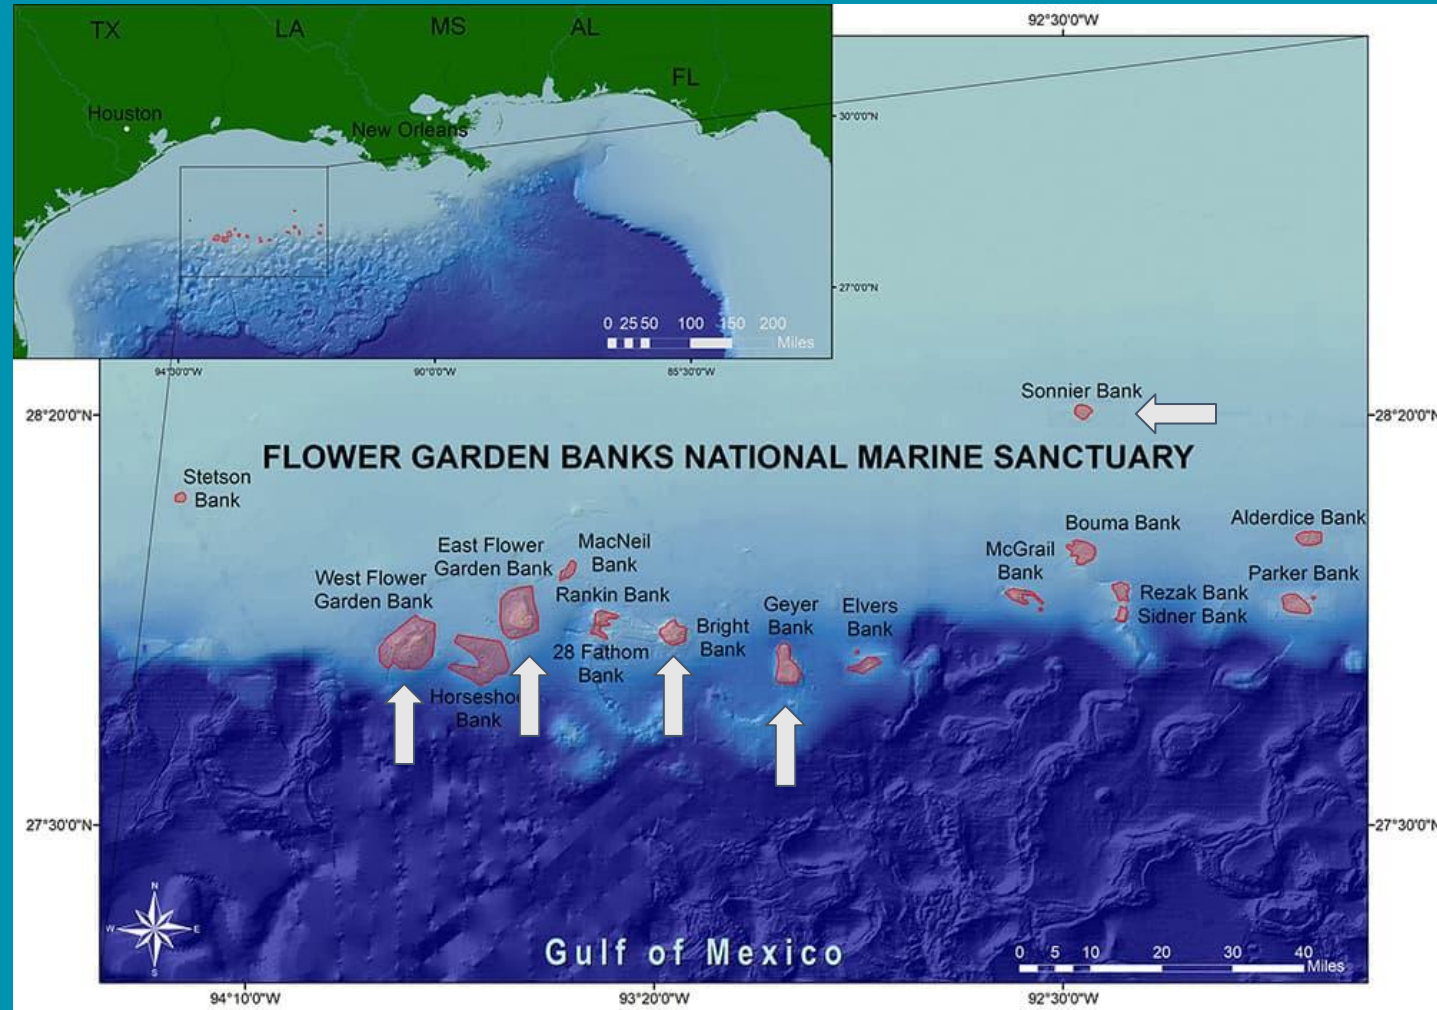 TX
LA
MS
AL
FL
Houston
New Orleans
0 25 50 100 150 200
Miles
30°0'0"N
27°0'0"N
94°30'0"W
90°0'0"W
85°30'0"W
92°30'0"W
28°20'0"N
28°20'0"N
Sonnier Bank
FLOWER GARDEN BANKS NATIONAL MARINE SANCTUARY
Stetson
Bank
East Flower
Garden Bank
MacNeil
Bank
West Flower
Garden Bank
Rankin Bank
28 Fathom
Bank
Bright
Bank
Horsesho
Bank
Geyer
Bank
Elvers
Bank
McGrail
Bank
Bouma Bank
Rezak Bank
Sidner Bank
Alderdice Bank
Parker Bank
27°30'0"N
27°30'0"N
N
W
E
S
Gulf of Mexico
0 5 10 20 30 40
Miles
94°10'0"W
93°20'0"W
92°30'0"W